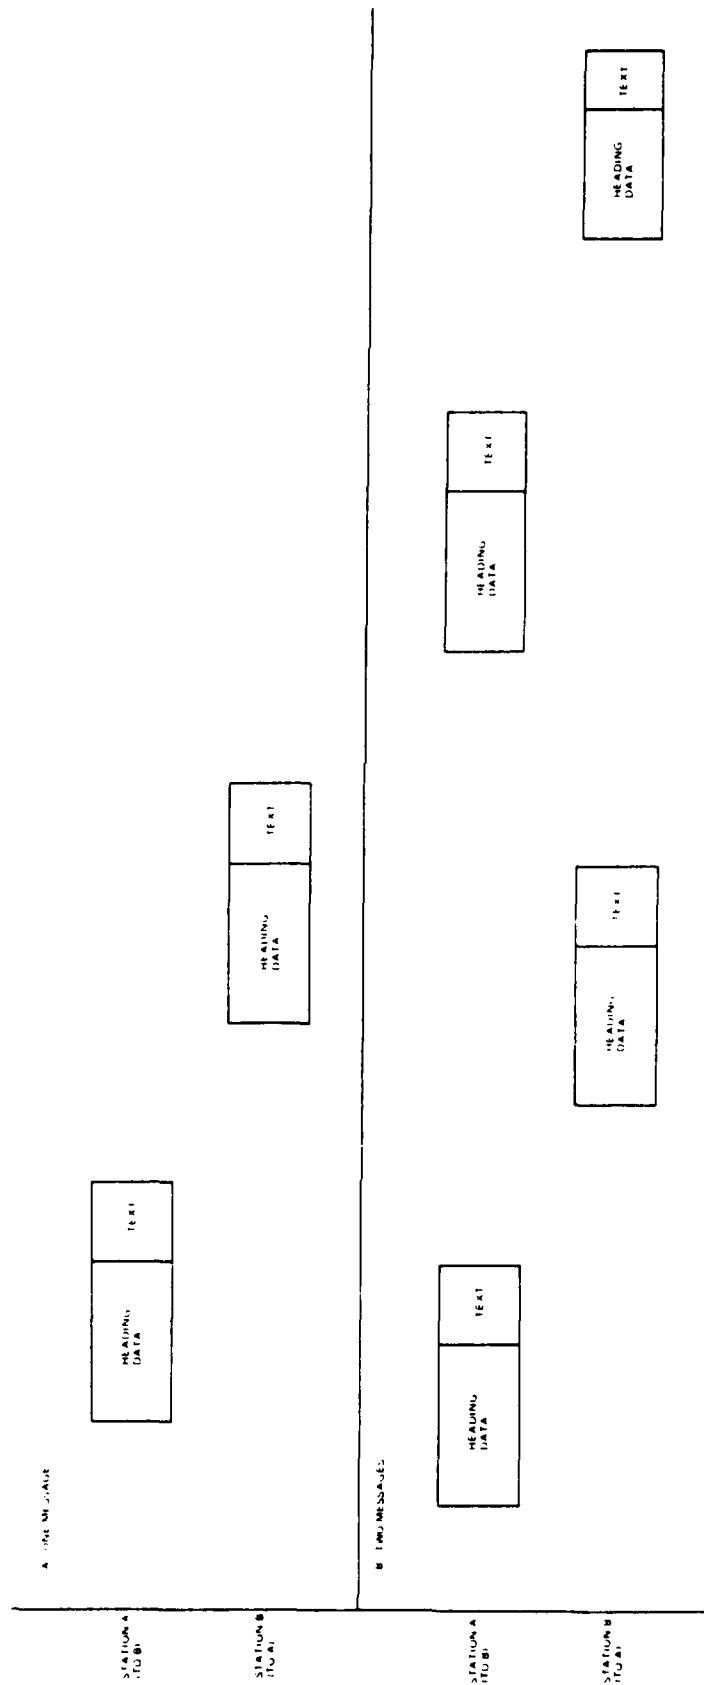 A ONE MESSAGE
STATION A
(TO B)
HEADING
DATA
TEXT
STATION B
(TO A)
HEADING
DATA
TEXT
B TWO MESSAGES
STATION A
(TO B)
HEADING
DATA
TEXT
HEADING
DATA
TEXT
STATION B
(TO A)
HEADING
DATA
TEXT
HEADING
DATA
TEXT